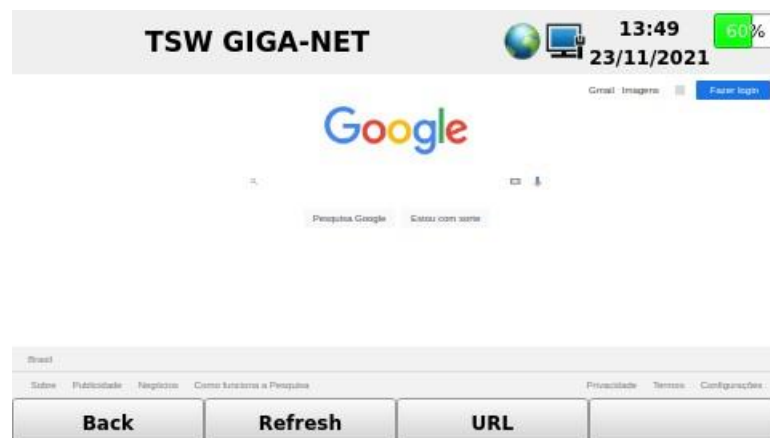 TSW GIGA-NET
13:49
23/11/2021
60%
Gmail Imagens
Fazer login
Google
Pesquisa Google
Estou com sorte
Brasil
Sobre Publicidade Negócios Como funciona a Pesquisa
Privacidade Termos Configurações
Back
Refresh
URL